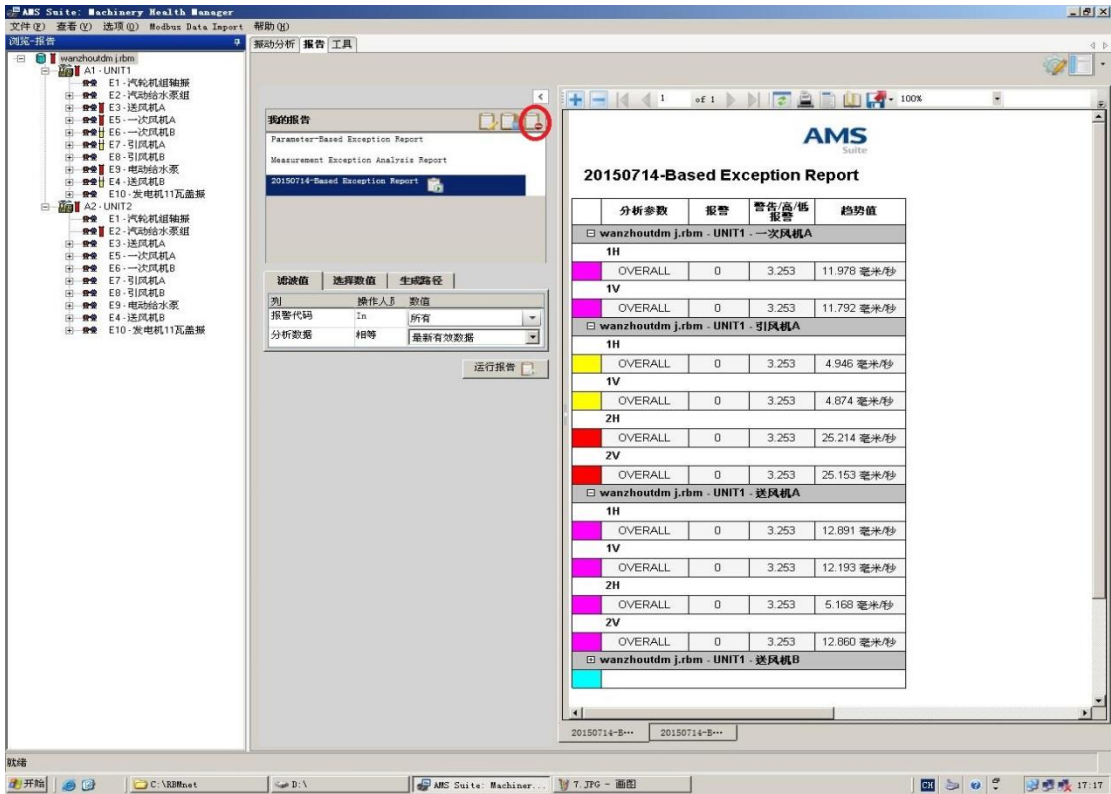 AMS Suite: Machinery Health Manager
文件(F) 查看(V) 选项(O) Modbus Data Import 帮助(H)
浏览-报告
振动分析 报告 工具
wanzhoutdm j.rbm
A1 - UNIT1
E1 - 汽轮机组轴振
E2 - 汽动给水泵组
E3 - 送风机A
E5 - 一次风机A
E6 - 一次风机B
E7 - 引风机A
E8 - 引风机B
E9 - 电动给水泵
E4 - 送风机B
E10 - 发电机11瓦盖振
A2 - UNIT2
E1 - 汽轮机组轴振
E2 - 汽动给水泵组
E3 - 送风机A
E5 - 一次风机A
E6 - 一次风机B
E7 - 引风机A
E8 - 引风机B
E9 - 电动给水泵
E4 - 送风机B
E10 - 发电机11瓦盖振
我的报告
Parameter-Based Exception Report
Measurement Exception Analysis Report
20150714-Based Exception Report
滤波值 选择数值 生成路径
列 操作人员 数值
报警代码 In 所有
分析数据 相等 最新有效数据
运行报告
1 of 1 100%
AMS
Suite
20150714-Based Exception Report
分析参数 报警 警告/高/低报警 趋势值
wanzhoutdm j.rbm - UNIT1 - 一次风机A
1H
OVERALL 0 3.253 11.978 毫米/秒
1V
OVERALL 0 3.253 11.792 毫米/秒
wanzhoutdm j.rbm - UNIT1 - 引风机A
1H
OVERALL 0 3.253 4.946 毫米/秒
1V
OVERALL 0 3.253 4.874 毫米/秒
2H
OVERALL 0 3.253 25.214 毫米/秒
2V
OVERALL 0 3.253 25.153 毫米/秒
wanzhoutdm j.rbm - UNIT1 - 送风机A
1H
OVERALL 0 3.253 12.891 毫米/秒
1V
OVERALL 0 3.253 12.193 毫米/秒
2H
OVERALL 0 3.253 5.168 毫米/秒
2V
OVERALL 0 3.253 12.860 毫米/秒
wanzhoutdm j.rbm - UNIT1 - 送风机B
20150714-B··· 20150714-B···
就绪
开始 C:\RBMnet D:\ AMS Suite: Machiner... 7.JPG - 画图 CH 17:17